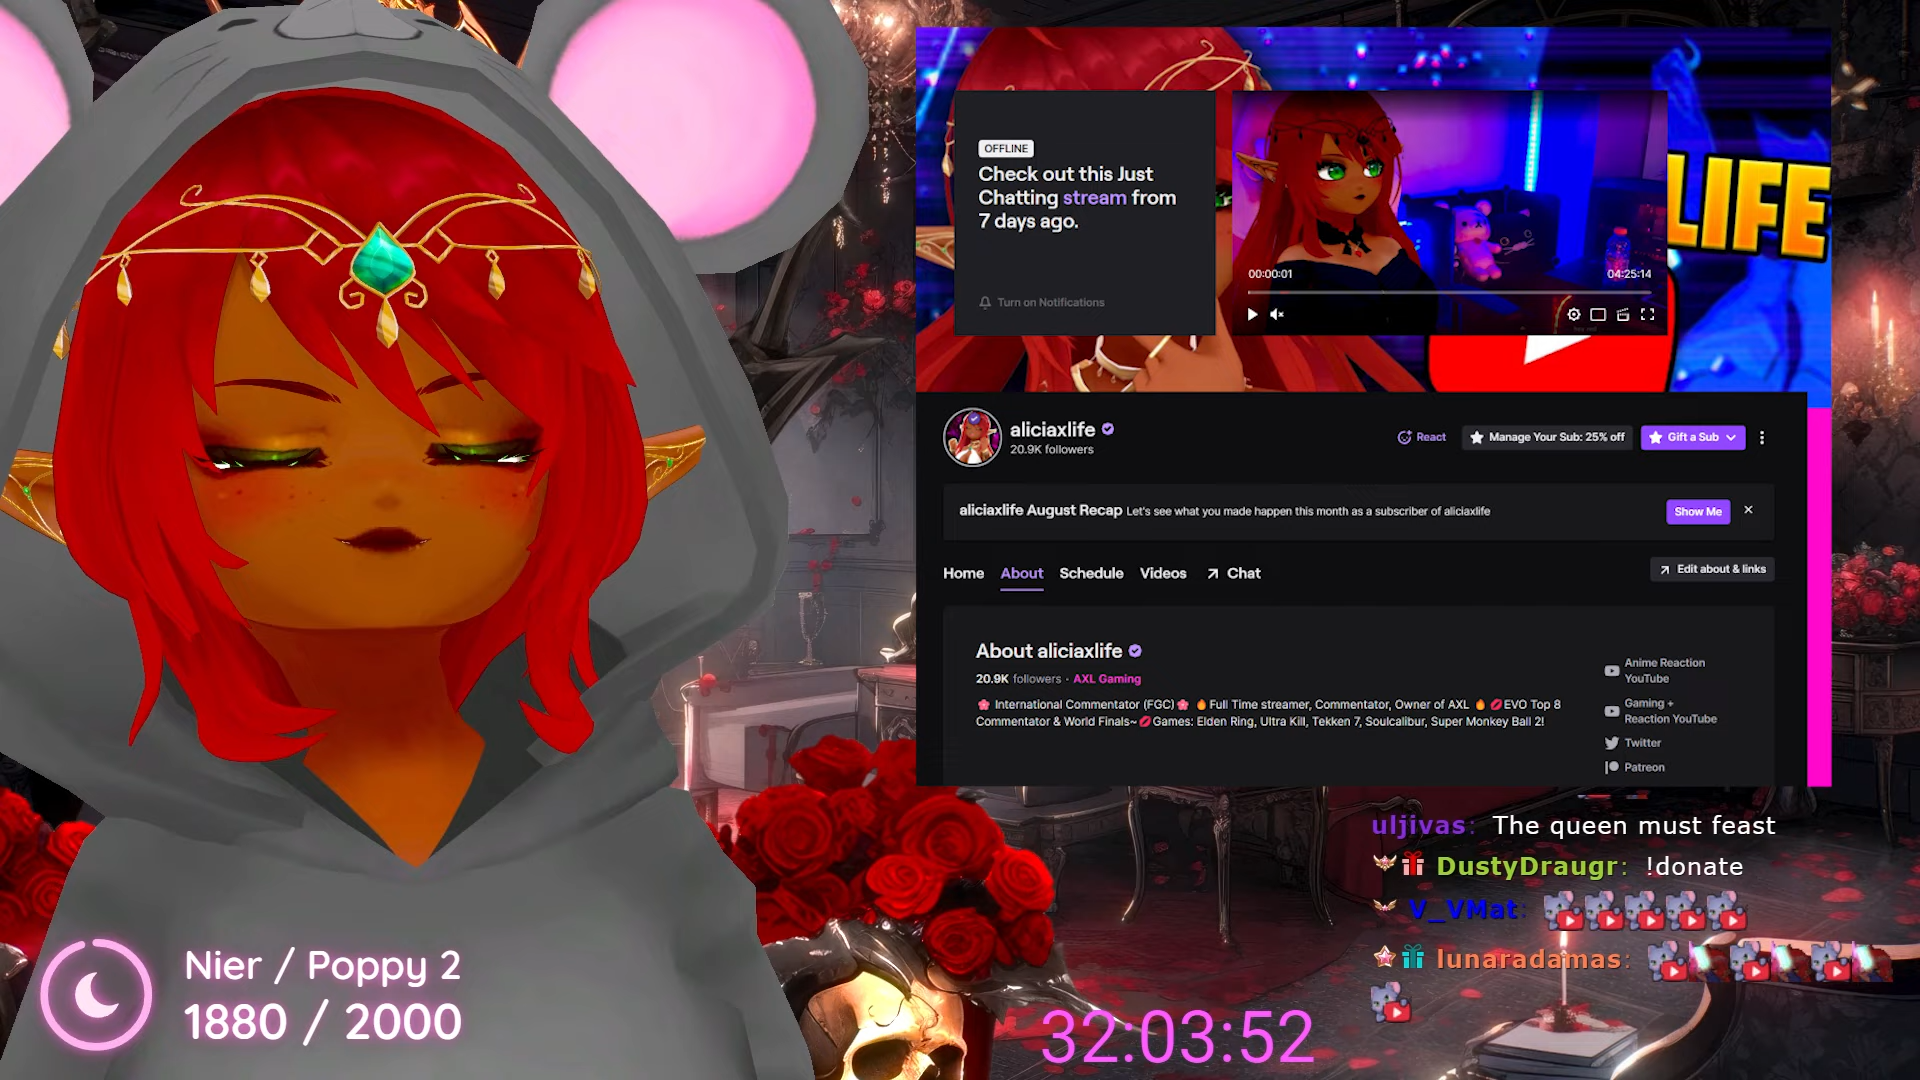 LIFE
OFFLINE
Check out this Just
Chatting stream from
7 days ago.
Turn on Notifications
00:00:01
04:25:14
aliciaxlife
20.9K followers
React
Manage Your Sub: 25% off
Gift a Sub
aliciaxlife August Recap Let's see what you made happen this month as a subscriber of aliciaxlife
Show Me
Home About Schedule Videos Chat
Edit about & links
About aliciaxlife
20.9K followers · AXL Gaming
🌸 International Commentator (FGC)🌸 🔥Full Time streamer, Commentator, Owner of AXL 🔥 💋EVO Top 8
Commentator & World Finals~💋Games: Elden Ring, Ultra Kill, Tekken 7, Soulcalibur, Super Monkey Ball 2!
Anime Reaction
YouTube
Gaming +
Reaction YouTube
Twitter
Patreon
uljivas: The queen must feast
DustyDraugr: !donate
V_VMat:
lunaradamas:
Nier / Poppy 2
1880 / 2000
32:03:52